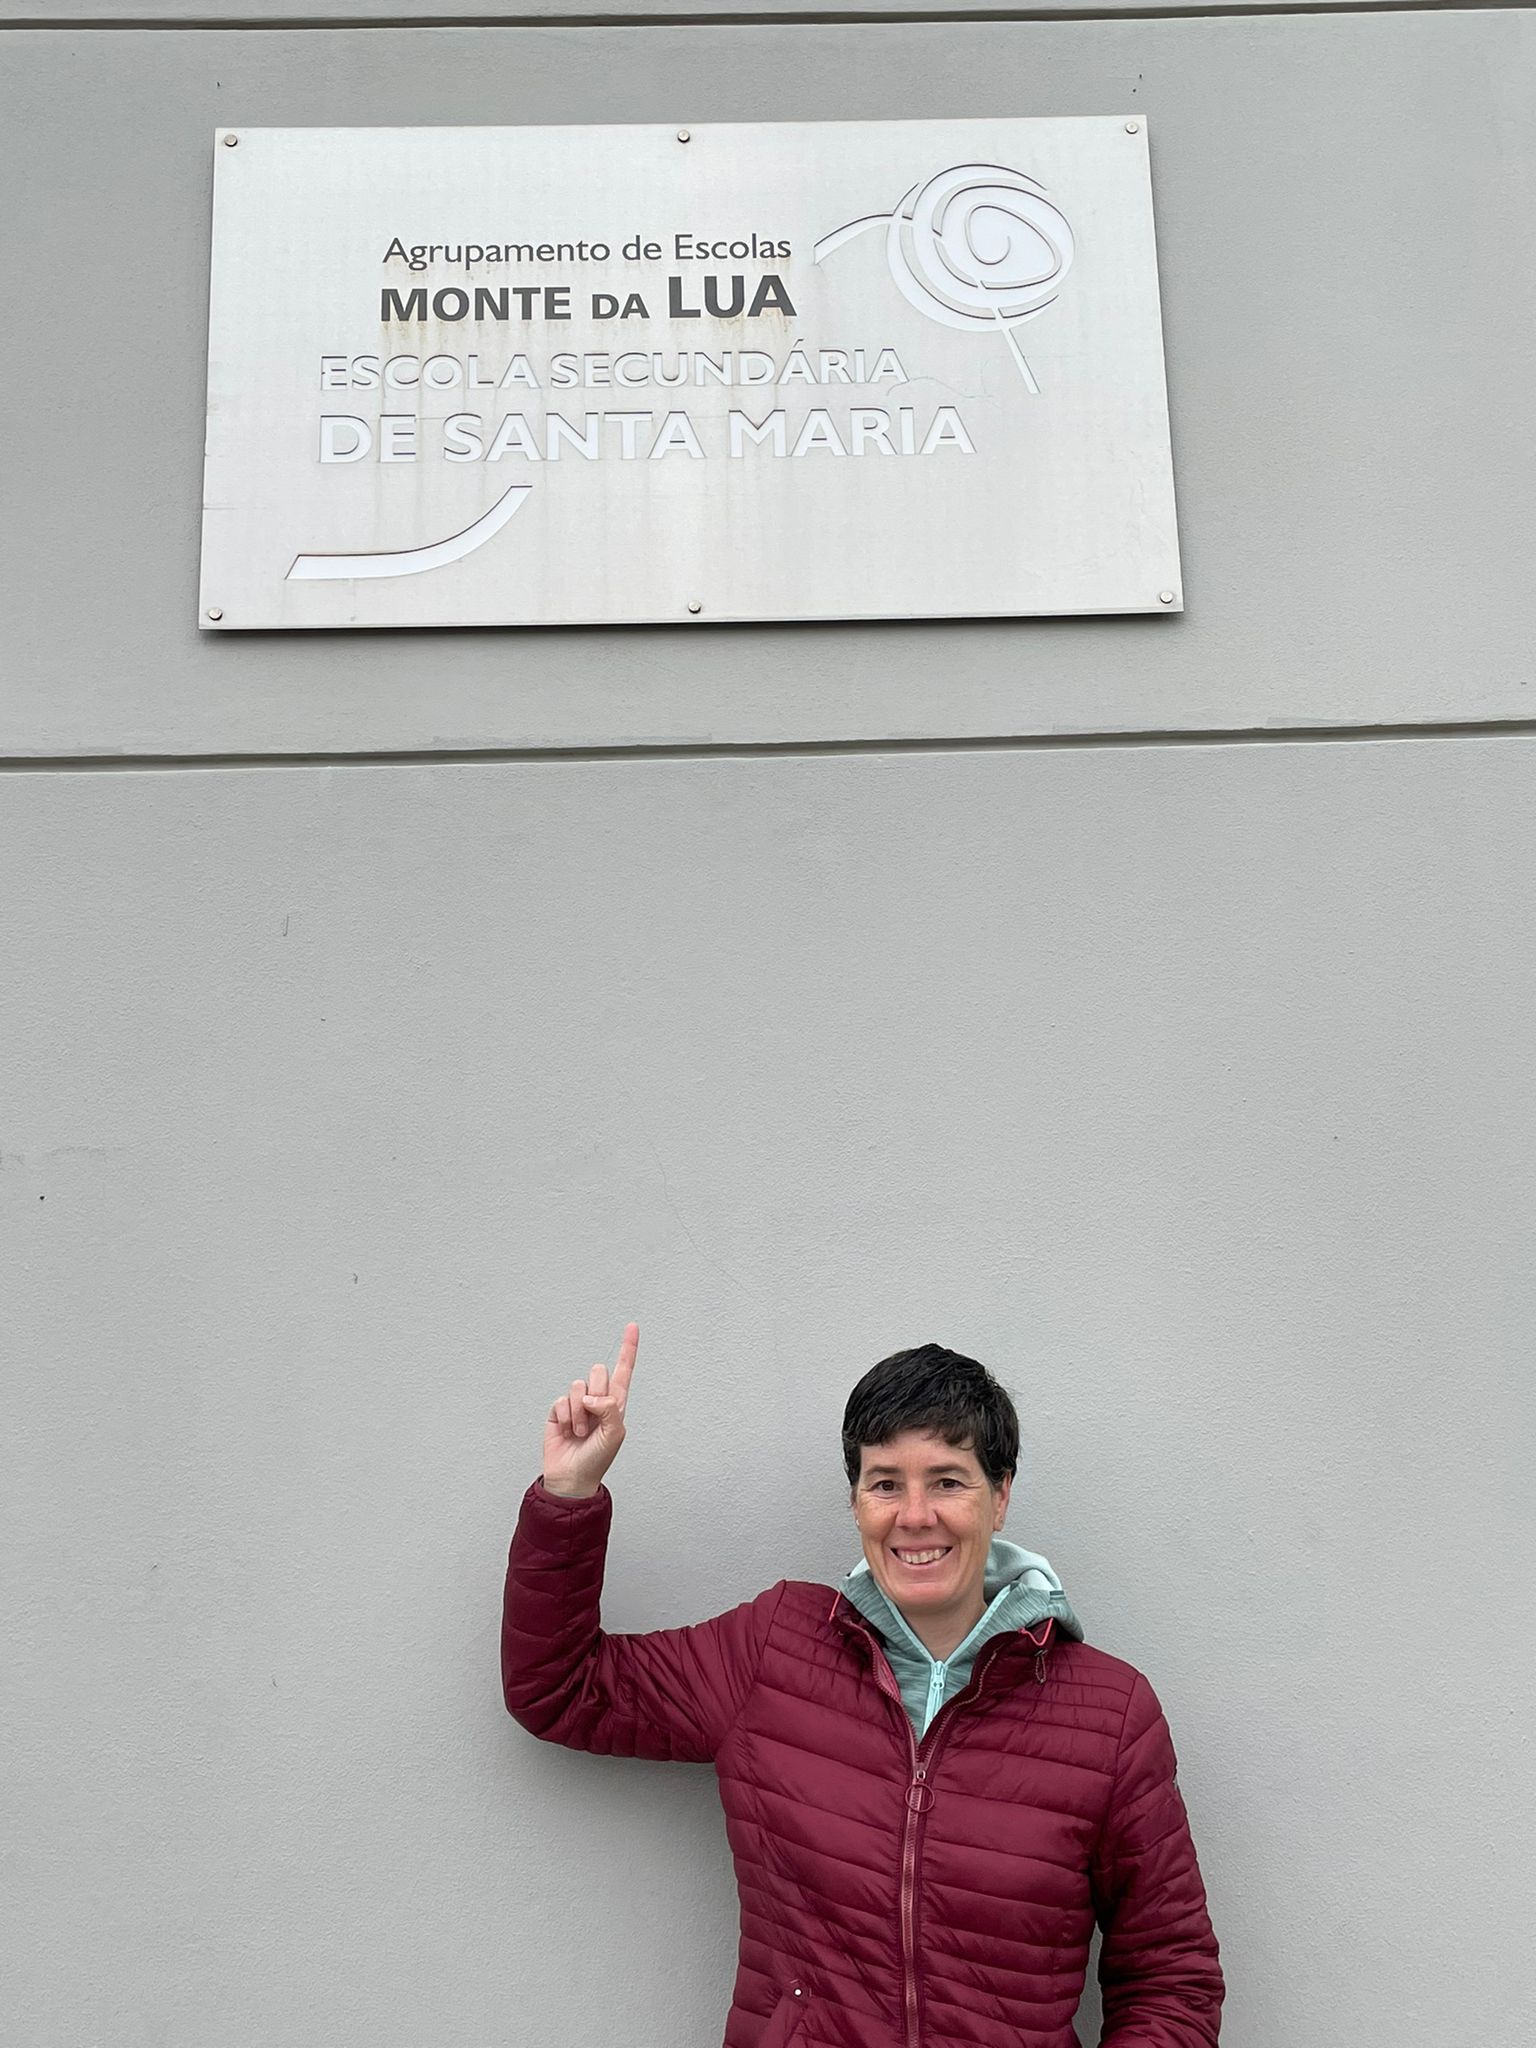 Agrupamento de Escolas
MONTE DA LUA
ESCOLA SECUNDÁRIA
DE SANTA MARIA